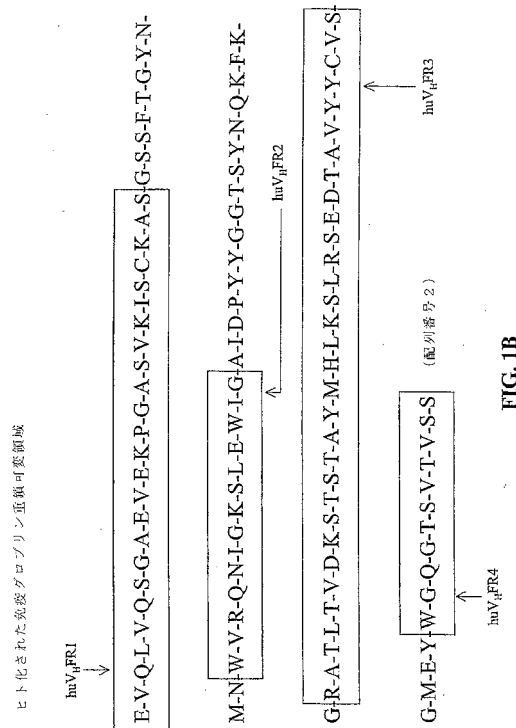 ヒト化された免疫グロブリン重鎖可変領域
huVHFR1
E-V-Q-L-V-Q-S-G-A-E-V-E-K-P-G-A-S-V-K-I-S-C-K-A-S-G-S-S-F-T-G-Y-N-
M-N-W-V-R-Q-N-I-G-K-S-L-E-W-I-G-A-I-D-P-Y-Y-G-G-T-S-Y-N-Q-K-F-K-
huVHFR2
G-R-A-T-L-T-V-D-K-S-T-S-T-A-Y-M-H-L-K-S-L-R-S-E-D-T-A-V-Y-Y-C-V-S-
huVHFR3
G-M-E-Y-W-G-Q-G-T-S-V-T-V-S-S (配列番号2)
huVHFR4
FIG. 1B